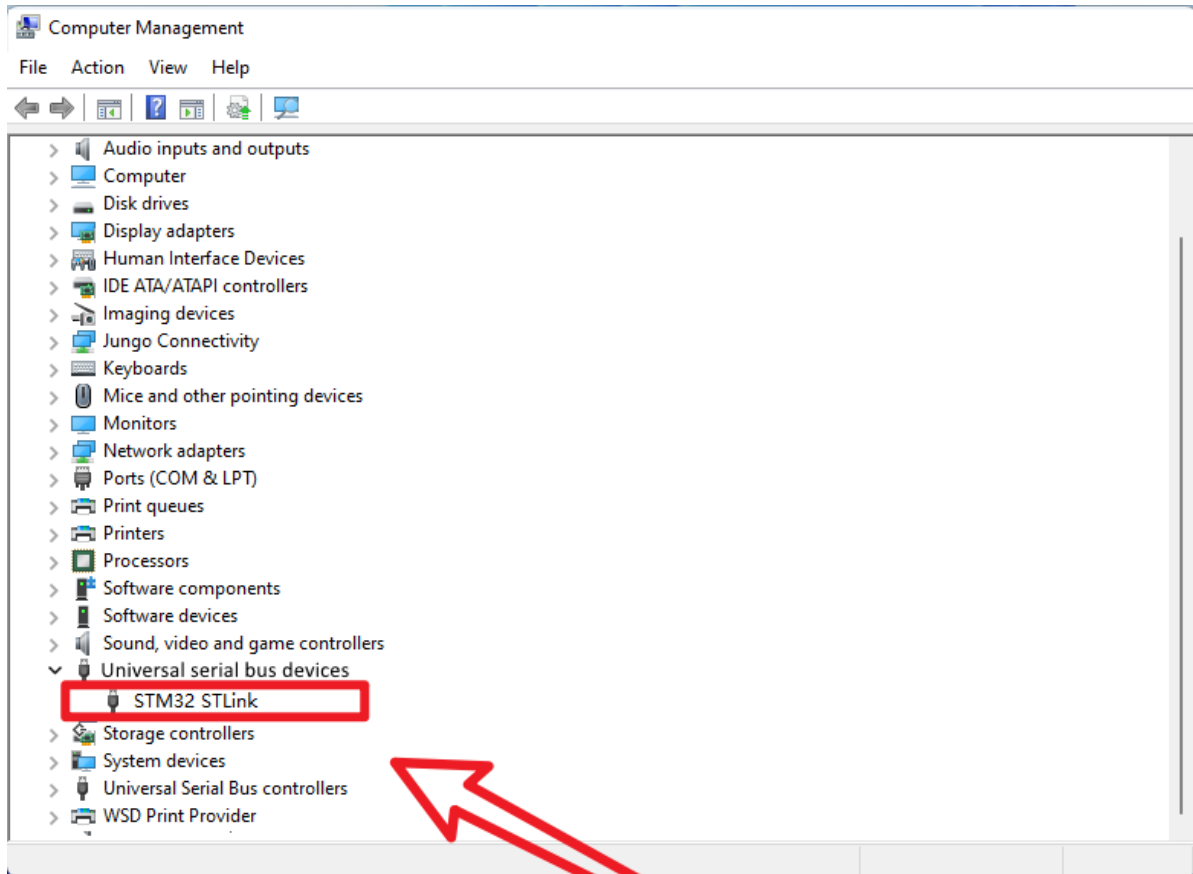 Computer Management
File Action View Help
Audio inputs and outputs
Computer
Disk drives
Display adapters
Human Interface Devices
IDE ATA/ATAPI controllers
Imaging devices
Jungo Connectivity
Keyboards
Mice and other pointing devices
Monitors
Network adapters
Ports (COM & LPT)
Print queues
Printers
Processors
Software components
Software devices
Sound, video and game controllers
Universal serial bus devices
STM32 STLink
Storage controllers
System devices
Universal Serial Bus controllers
WSD Print Provider